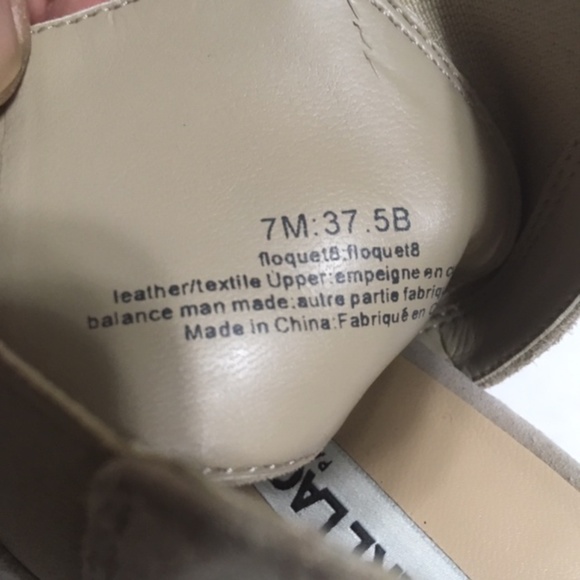 7M:37.5B
floquet8:floquet8
leather/textile Upper:empeigne en
balance man made:autre partie
Made in China:Fabriqué en